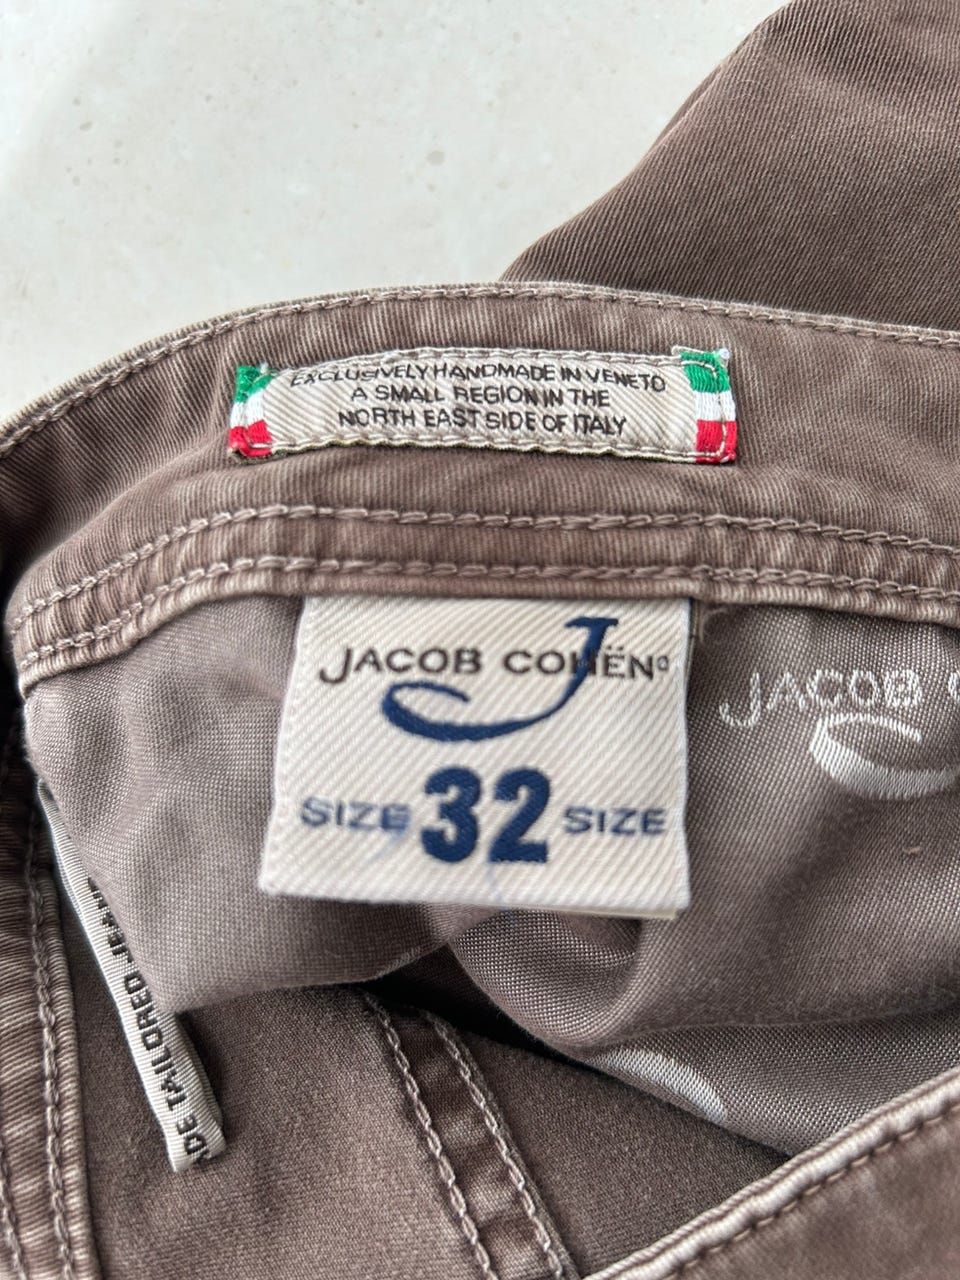 EXCLUSIVELY HANDMADE IN VENETO
A SMALL REGION IN THE
NORTH EAST SIDE OF ITALY
JACOB COHËN
J
SIZE 32 SIZE
JACOB
TAILORED